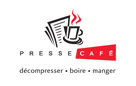 PRESSE CAFÉ
décompresser • boire • manger